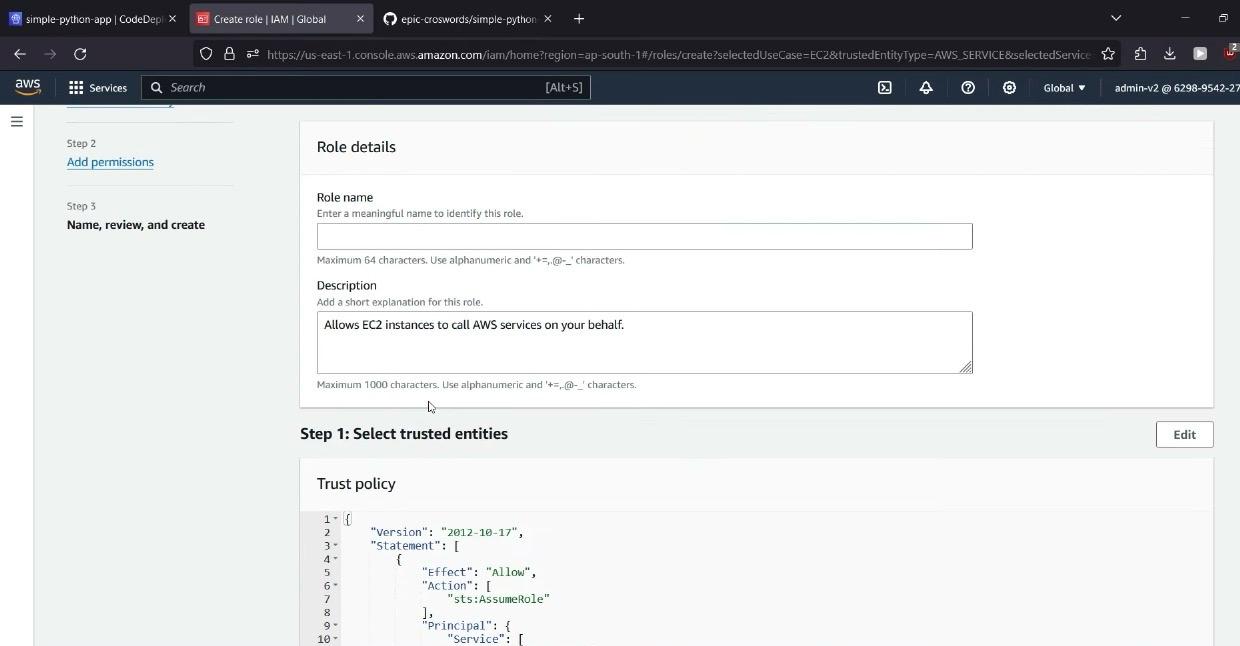 simple-python-app | CodeDepl
Create role | IAM | Global
epic-croswords/simple-python
https://us-east-1.console.aws.amazon.com/iam/home?region=ap-south-1#/roles/create?selectedUseCase=EC2&trustedEntityType=AWS_SERVICE&selectedService
2
aws
Services
Search
[Alt+S]
Global
admin-v2 @ 6298-9542-27
Step 2
Add permissions
Step 3
Name, review, and create
Role details
Role name
Enter a meaningful name to identify this role.
Maximum 64 characters. Use alphanumeric and '+=,.@-_' characters.
Description
Add a short explanation for this role.
Allows EC2 instances to call AWS services on your behalf.
Maximum 1000 characters. Use alphanumeric and '+=,.@-_' characters.
Step 1: Select trusted entities
Edit
Trust policy
1 {
2 "Version": "2012-10-17",
3 "Statement": [
4 {
5 "Effect": "Allow",
6 "Action": [
7 "sts:AssumeRole"
8 ],
9 "Principal": {
10 "Service": [